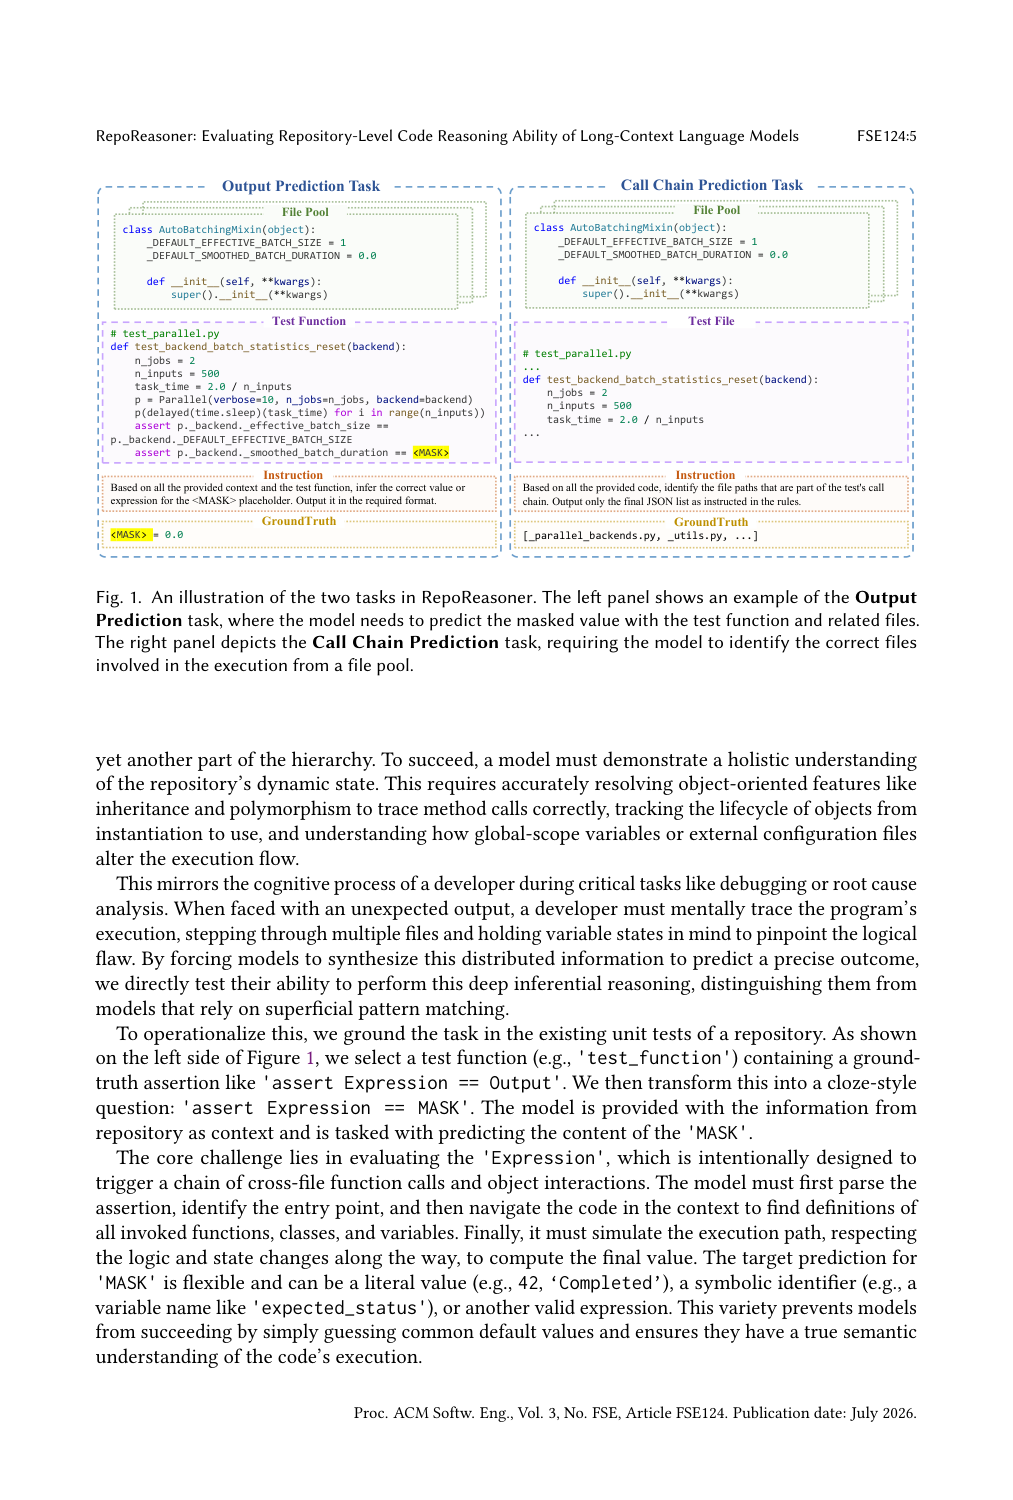 RepoReasoner: Evaluating Repository-Level Code Reasoning Ability of Long-Context Language Models FSE124:5
Output Prediction Task
File Pool
class AutoBatchingMixin(object):
    _DEFAULT_EFFECTIVE_BATCH_SIZE = 1
    _DEFAULT_SMOOTHED_BATCH_DURATION = 0.0
    def __init__(self, **kwargs):
        super().__init__(**kwargs)
Test Function
# test_parallel.py
def test_backend_batch_statistics_reset(backend):
    n_jobs = 2
    n_inputs = 500
    task_time = 2.0 / n_inputs
    p = Parallel(verbose=10, n_jobs=n_jobs, backend=backend)
    p(delayed(time.sleep)(task_time) for i in range(n_inputs))
    assert p._backend._effective_batch_size ==
p._backend._DEFAULT_EFFECTIVE_BATCH_SIZE
    assert p._backend._smoothed_batch_duration == <MASK>
Instruction
Based on all the provided context and the test function, infer the correct value or
expression for the <MASK> placeholder. Output it in the required format.
GroundTruth
<MASK> = 0.0
Call Chain Prediction Task
File Pool
class AutoBatchingMixin(object):
    _DEFAULT_EFFECTIVE_BATCH_SIZE = 1
    _DEFAULT_SMOOTHED_BATCH_DURATION = 0.0
    def __init__(self, **kwargs):
        super().__init__(**kwargs)
Test File
# test_parallel.py
...
def test_backend_batch_statistics_reset(backend):
    n_jobs = 2
    n_inputs = 500
    task_time = 2.0 / n_inputs
...
Instruction
Based on all the provided code, identify the file paths that are part of the test's call
chain. Output only the final JSON list as instructed in the rules.
GroundTruth
[_parallel_backends.py, _utils.py, ...]
Fig. 1. An illustration of the two tasks in RepoReasoner. The left panel shows an example of the Output
Prediction task, where the model needs to predict the masked value with the test function and related files.
The right panel depicts the Call Chain Prediction task, requiring the model to identify the correct files
involved in the execution from a file pool.
yet another part of the hierarchy. To succeed, a model must demonstrate a holistic understanding
of the repository's dynamic state. This requires accurately resolving object-oriented features like
inheritance and polymorphism to trace method calls correctly, tracking the lifecycle of objects from
instantiation to use, and understanding how global-scope variables or external configuration files
alter the execution flow.
This mirrors the cognitive process of a developer during critical tasks like debugging or root cause
analysis. When faced with an unexpected output, a developer must mentally trace the program's
execution, stepping through multiple files and holding variable states in mind to pinpoint the logical
flaw. By forcing models to synthesize this distributed information to predict a precise outcome,
we directly test their ability to perform this deep inferential reasoning, distinguishing them from
models that rely on superficial pattern matching.
To operationalize this, we ground the task in the existing unit tests of a repository. As shown
on the left side of Figure 1, we select a test function (e.g., 'test_function') containing a ground-
truth assertion like 'assert Expression == Output'. We then transform this into a cloze-style
question: 'assert Expression == MASK'. The model is provided with the information from
repository as context and is tasked with predicting the content of the 'MASK'.
The core challenge lies in evaluating the 'Expression', which is intentionally designed to
trigger a chain of cross-file function calls and object interactions. The model must first parse the
assertion, identify the entry point, and then navigate the code in the context to find definitions of
all invoked functions, classes, and variables. Finally, it must simulate the execution path, respecting
the logic and state changes along the way, to compute the final value. The target prediction for
'MASK' is flexible and can be a literal value (e.g., 42, ‘Completed’), a symbolic identifier (e.g., a
variable name like 'expected_status'), or another valid expression. This variety prevents models
from succeeding by simply guessing common default values and ensures they have a true semantic
understanding of the code's execution.
Proc. ACM Softw. Eng., Vol. 3, No. FSE, Article FSE124. Publication date: July 2026.